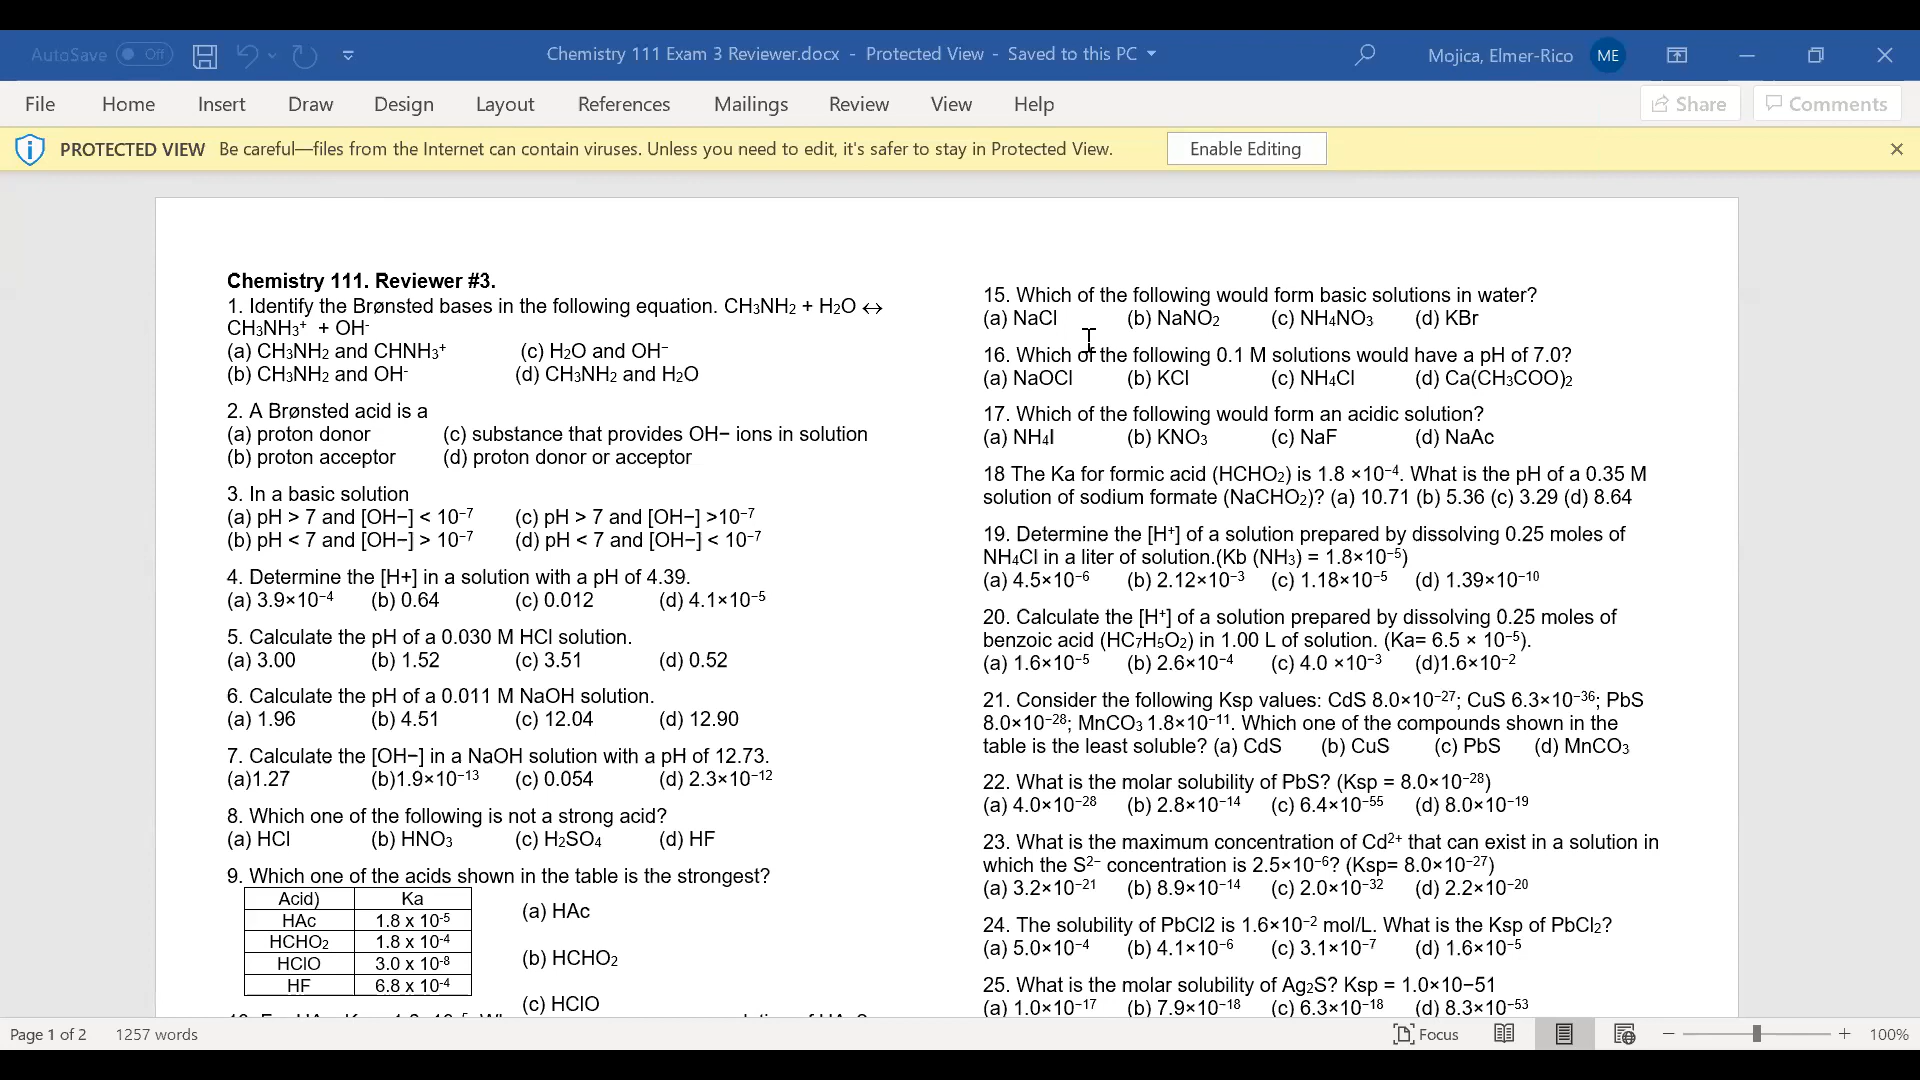 AutoSave Off
Chemistry 111 Exam 3 Reviewer.docx - Protected View - Saved to this PC
Mojica, Elmer-Rico ME
File Home Insert Draw Design Layout References Mailings Review View Help Share Comments
PROTECTED VIEW Be careful—files from the Internet can contain viruses. Unless you need to edit, it's safer to stay in Protected View. Enable Editing
Chemistry 111. Reviewer #3.
1. Identify the Brønsted bases in the following equation. CH₃NH₂ + H₂O ↔
CH₃NH₃⁺ + OH⁻
(a) CH₃NH₂ and CHNH₃⁺ (c) H₂O and OH⁻
(b) CH₃NH₂ and OH⁻ (d) CH₃NH₂ and H₂O
2. A Brønsted acid is a
(a) proton donor (c) substance that provides OH− ions in solution
(b) proton acceptor (d) proton donor or acceptor
3. In a basic solution
(a) pH > 7 and [OH−] < 10⁻⁷ (c) pH > 7 and [OH−] >10⁻⁷
(b) pH < 7 and [OH−] > 10⁻⁷ (d) pH < 7 and [OH−] < 10⁻⁷
4. Determine the [H+] in a solution with a pH of 4.39.
(a) 3.9×10⁻⁴ (b) 0.64 (c) 0.012 (d) 4.1×10⁻⁵
5. Calculate the pH of a 0.030 M HCl solution.
(a) 3.00 (b) 1.52 (c) 3.51 (d) 0.52
6. Calculate the pH of a 0.011 M NaOH solution.
(a) 1.96 (b) 4.51 (c) 12.04 (d) 12.90
7. Calculate the [OH−] in a NaOH solution with a pH of 12.73.
(a)1.27 (b)1.9×10⁻¹³ (c) 0.054 (d) 2.3×10⁻¹²
8. Which one of the following is not a strong acid?
(a) HCl (b) HNO₃ (c) H₂SO₄ (d) HF
9. Which one of the acids shown in the table is the strongest?
Acid) Ka
HAc 1.8 x 10⁻⁵
HCHO₂ 1.8 x 10⁻⁴
HClO 3.0 x 10⁻⁸
HF 6.8 x 10⁻⁴
(a) HAc
(b) HCHO₂
(c) HClO
15. Which of the following would form basic solutions in water?
(a) NaCl (b) NaNO₂ (c) NH₄NO₃ (d) KBr
16. Which of the following 0.1 M solutions would have a pH of 7.0?
(a) NaOCl (b) KCl (c) NH₄Cl (d) Ca(CH₃COO)₂
17. Which of the following would form an acidic solution?
(a) NH₄I (b) KNO₃ (c) NaF (d) NaAc
18 The Ka for formic acid (HCHO₂) is 1.8 ×10⁻⁴. What is the pH of a 0.35 M
solution of sodium formate (NaCHO₂)? (a) 10.71 (b) 5.36 (c) 3.29 (d) 8.64
19. Determine the [H⁺] of a solution prepared by dissolving 0.25 moles of
NH₄Cl in a liter of solution.(Kb (NH₃) = 1.8×10⁻⁵)
(a) 4.5×10⁻⁶ (b) 2.12×10⁻³ (c) 1.18×10⁻⁵ (d) 1.39×10⁻¹⁰
20. Calculate the [H⁺] of a solution prepared by dissolving 0.25 moles of
benzoic acid (HC₇H₅O₂) in 1.00 L of solution. (Ka= 6.5 × 10⁻⁵).
(a) 1.6×10⁻⁵ (b) 2.6×10⁻⁴ (c) 4.0 ×10⁻³ (d)1.6×10⁻²
21. Consider the following Ksp values: CdS 8.0×10⁻²⁷; CuS 6.3×10⁻³⁶; PbS
8.0×10⁻²⁸; MnCO₃ 1.8×10⁻¹¹. Which one of the compounds shown in the
table is the least soluble? (a) CdS (b) CuS (c) PbS (d) MnCO₃
22. What is the molar solubility of PbS? (Ksp = 8.0×10⁻²⁸)
(a) 4.0×10⁻²⁸ (b) 2.8×10⁻¹⁴ (c) 6.4×10⁻⁵⁵ (d) 8.0×10⁻¹⁹
23. What is the maximum concentration of Cd²⁺ that can exist in a solution in
which the S²⁻ concentration is 2.5×10⁻⁶? (Ksp= 8.0×10⁻²⁷)
(a) 3.2×10⁻²¹ (b) 8.9×10⁻¹⁴ (c) 2.0×10⁻³² (d) 2.2×10⁻²⁰
24. The solubility of PbCl2 is 1.6×10⁻² mol/L. What is the Ksp of PbCl₂?
(a) 5.0×10⁻⁴ (b) 4.1×10⁻⁶ (c) 3.1×10⁻⁷ (d) 1.6×10⁻⁵
25. What is the molar solubility of Ag₂S? Ksp = 1.0×10−51
(a) 1.0×10⁻¹⁷ (b) 7.9×10⁻¹⁸ (c) 6.3×10⁻¹⁸ (d) 8.3×10⁻⁵³
Page 1 of 2 1257 words Focus 100%